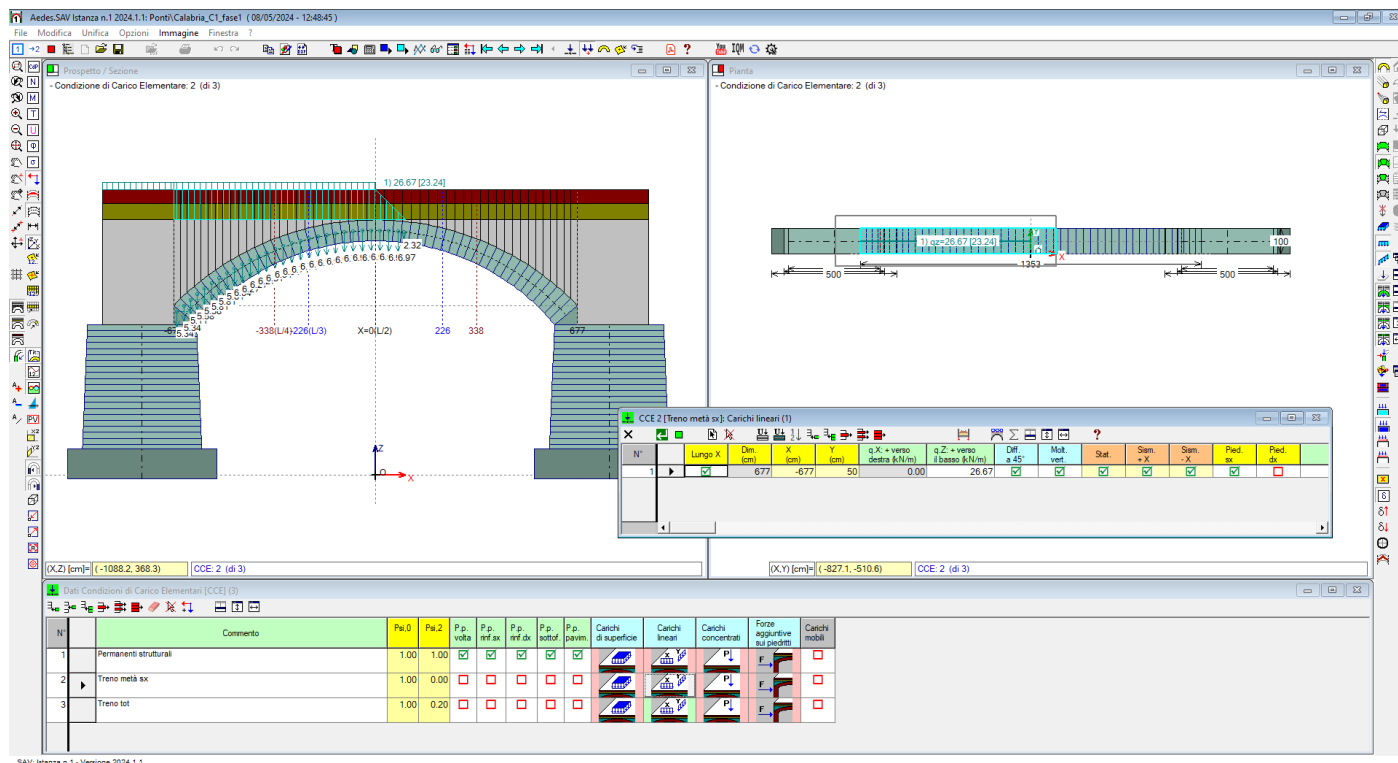 Aedes.SAV Istanza n.1 2024.1.1: Ponti\Calabria_C1_fase1 ( 08/05/2024 - 12:48:45 )
File Modifica Unifica Opzioni Immagine Finestra ?
Prospetto / Sezione
- Condizione di Carico Elementare: 2 (di 3)
1) 26.67 [23.24]
2.32
6.97
5.34
5.34
-338(L/4)
-226(L/3)
X=0(L/2)
226
338
677
Z
O
X
(X,Z) [cm]= ( -1088.2, 368.3) CCE: 2 (di 3)
Pianta
- Condizione di Carico Elementare: 2 (di 3)
1) qz=26.67 [23.24]
100
X
1353
500
500
(X,Y) [cm]= ( -827.1, -510.6) CCE: 2 (di 3)
CCE 2 [Treno metà sx]: Carichi lineari (1)
N° Lungo X Dim. (cm) X (cm) Y (cm) q.X: + verso destra (kN/m) q.Z: + verso il basso (kN/m) Diff. a 45° Molt. vert. Stat. Sism. + X Sism. - X Pied. sx Pied. dx
1 677 -677 50 0.00 26.67
Dati Condizioni di Carico Elementari [CCE] (3)
N° Commento Psi,0 Psi,2 P.p. volta P.p. rinf.sx P.p. rinf.dx P.p. sottof. P.p. pavim. Carichi di superficie Carichi lineari Carichi concentrati Forze aggiuntive sui piedritti Carichi mobili
1 Permanenti strutturali 1.00 1.00
2 Treno metà sx 1.00 0.00
3 Treno tot 1.00 0.20
SAV: Istanza n.1 - Versione 2024.1.1